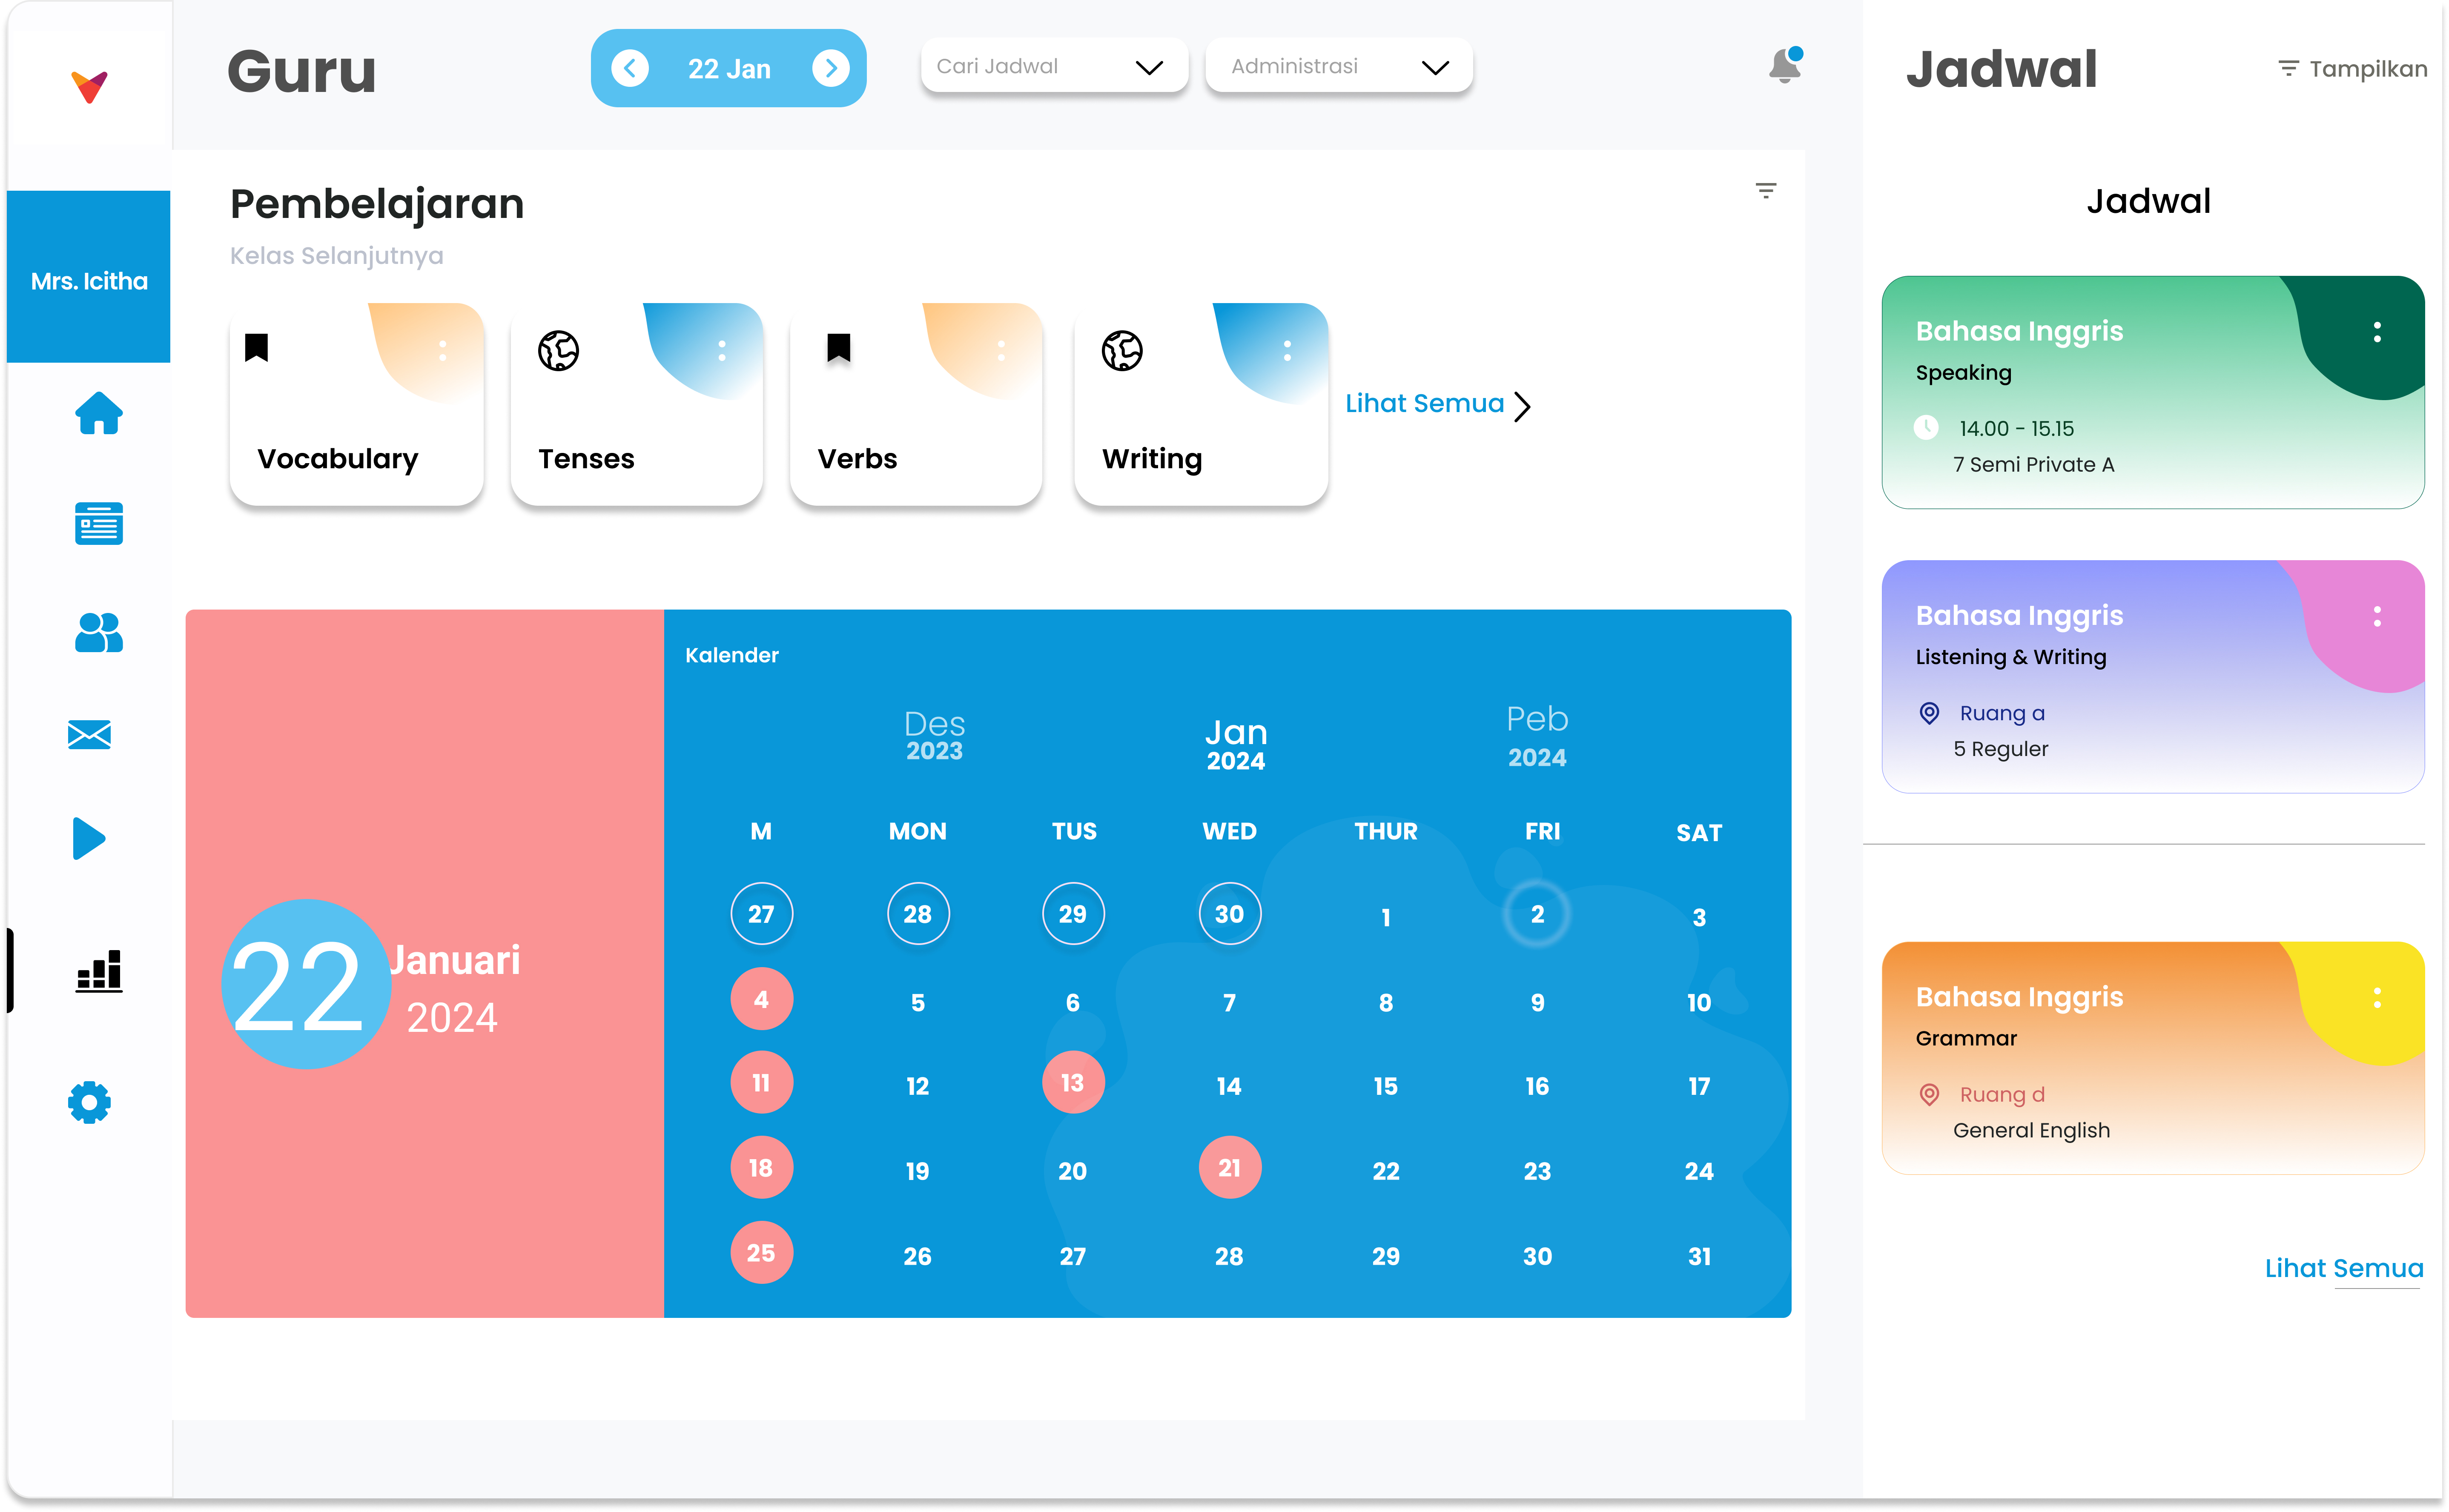 Guru
22 Jan
Cari Jadwal
Administrasi
Jadwal
Tampilkan
Mrs. Icitha
Pembelajaran
Kelas Selanjutnya
Vocabulary
Tenses
Verbs
Writing
Lihat Semua
Kalender
Des
2023
Jan
2024
Peb
2024
M MON TUS WED THUR FRI SAT
27 28 29 30 1 2 3
4 5 6 7 8 9 10
11 12 13 14 15 16 17
18 19 20 21 22 23 24
25 26 27 28 29 30 31
22 Januari
2024
Jadwal
Bahasa Inggris
Speaking
14.00 - 15.15
7 Semi Private A
Bahasa Inggris
Listening & Writing
Ruang a
5 Reguler
Bahasa Inggris
Grammar
Ruang d
General English
Lihat Semua